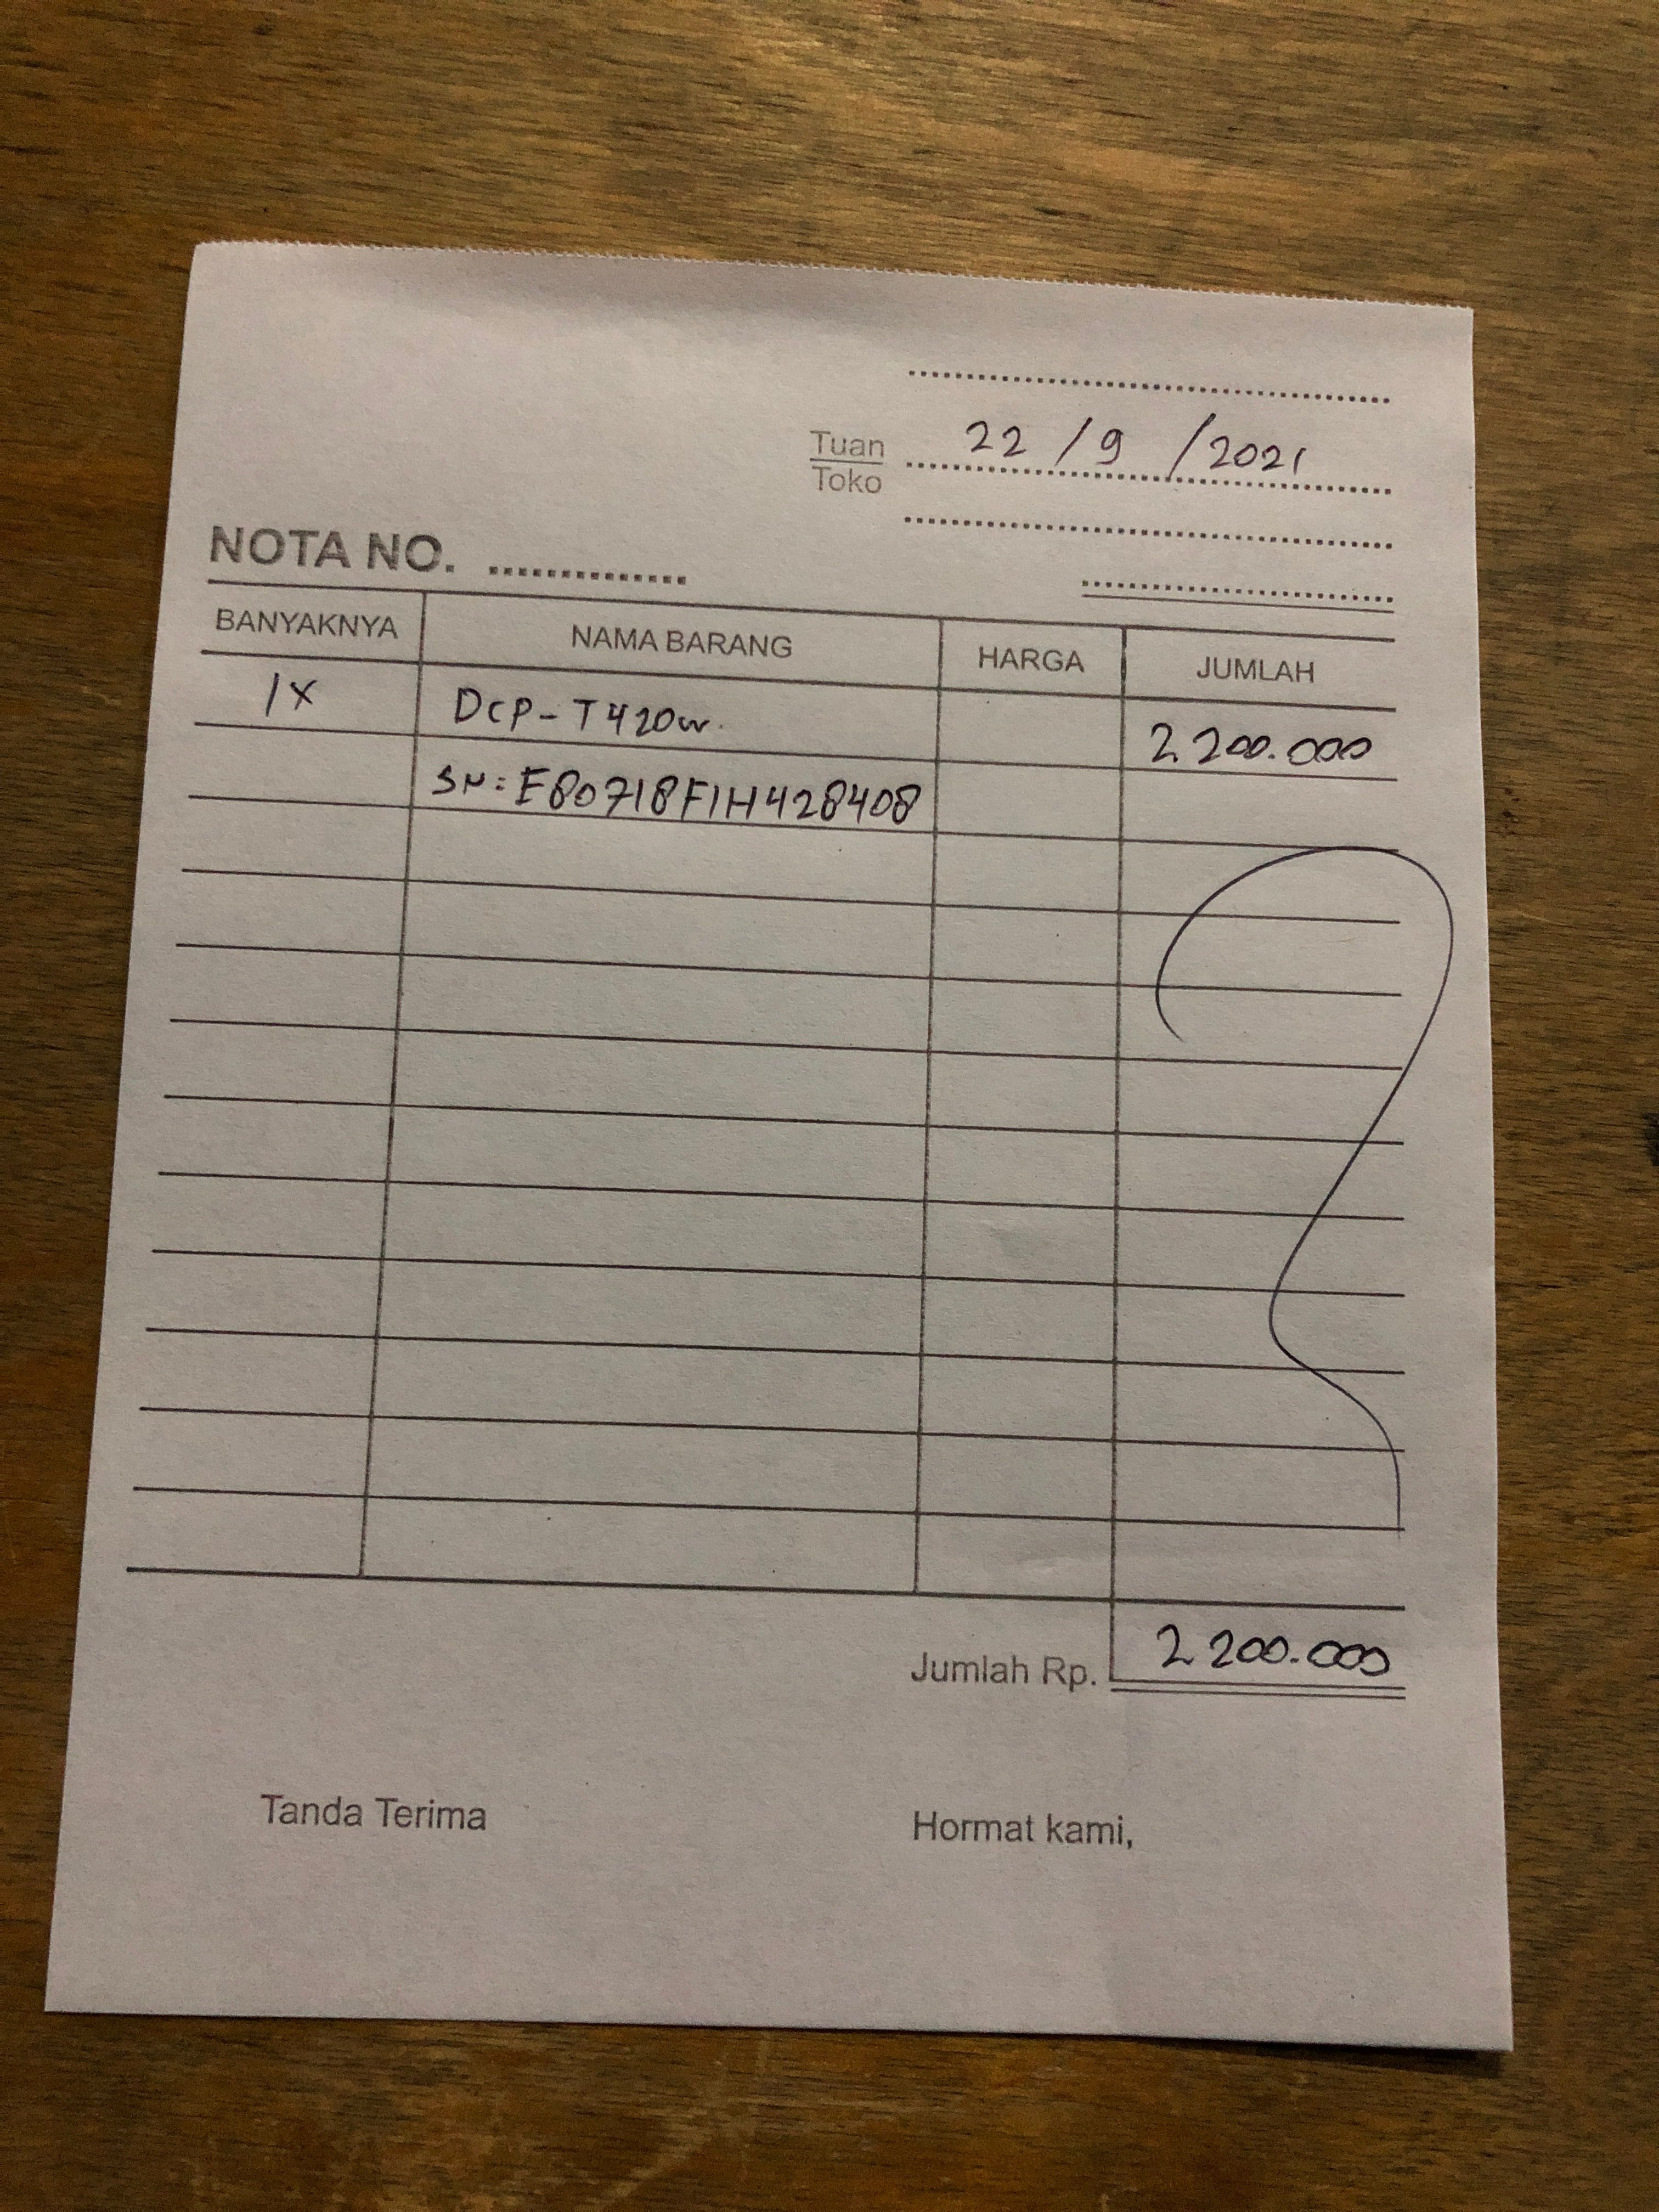 Tuan
Toko
22 / 9 / 2021
NOTA NO.
BANYAKNYA NAMA BARANG HARGA JUMLAH
1x DCP-T420w. 2 200.000
SN: E80718F1H428408
Jumlah Rp. 2 200.000
Tanda Terima Hormat kami,